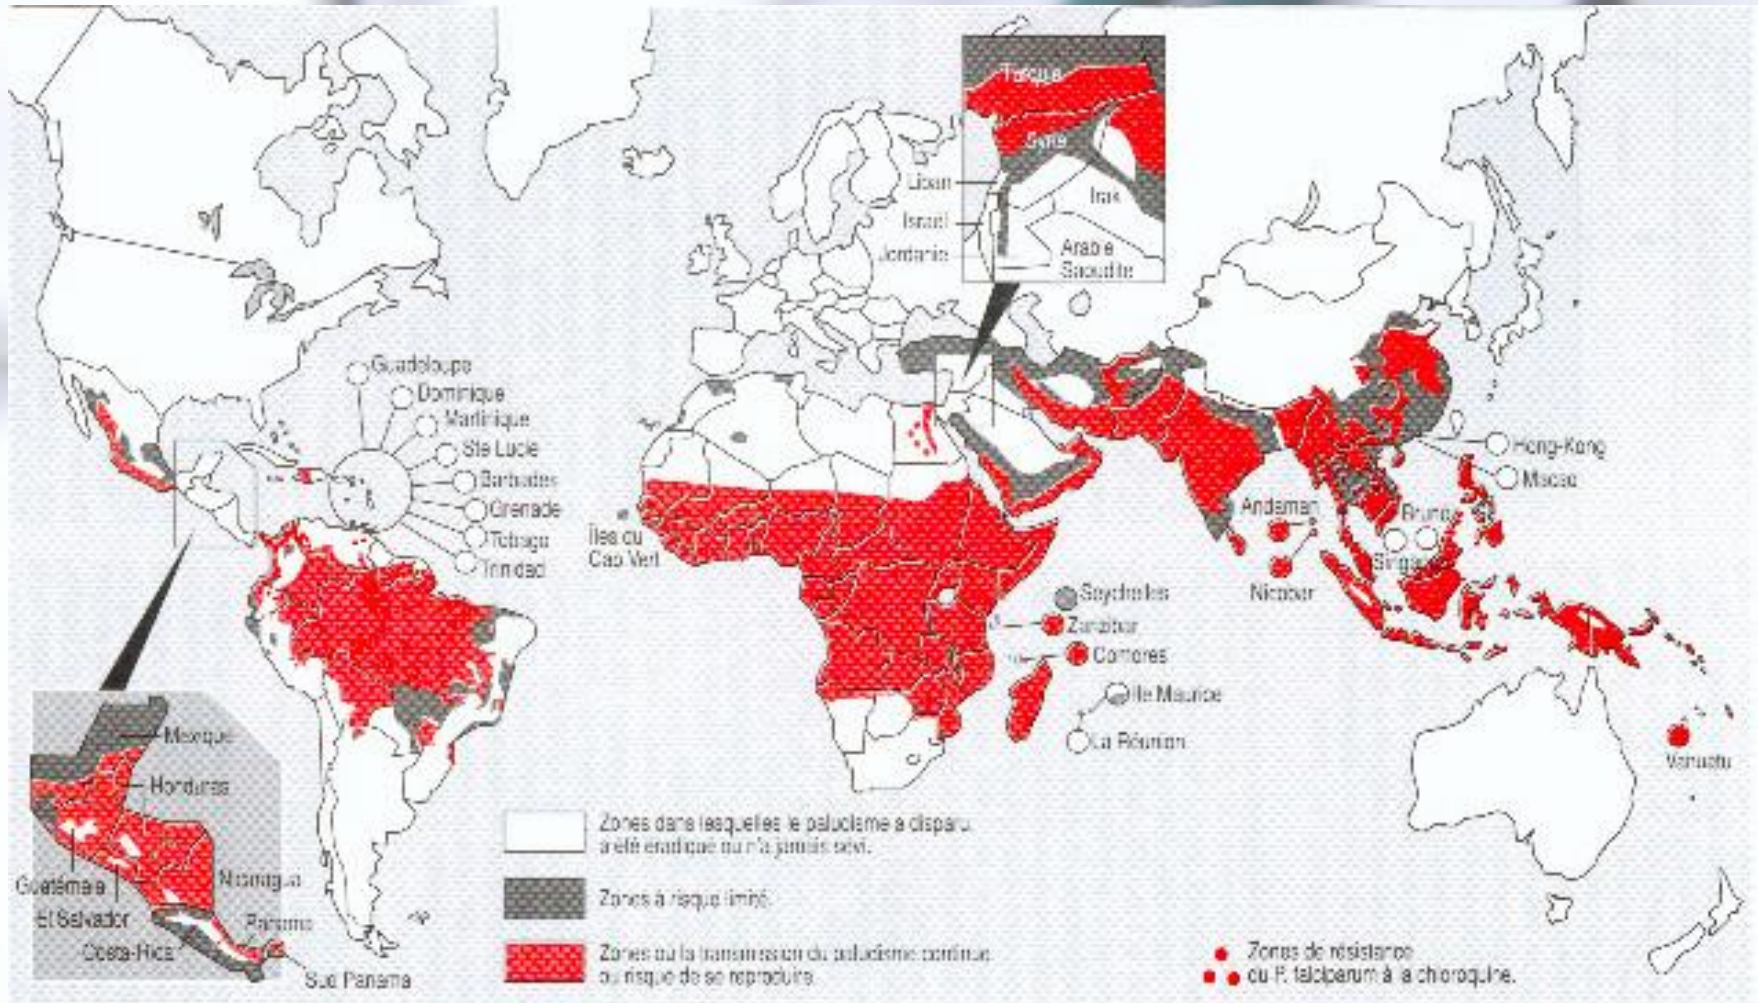 Turquie
Syrie
Liban
Irak
Israël
Jordanie
Arabie
Saoudite
Guadeloupe
Dominique
Martinique
Ste Lucie
Barbades
Grenade
Tobago
Trinidad
Hong-Kong
Macao
Andaman
Brunei
Nicobar
Îles du
Cap Vert
Seychelles
Zanzibar
Comores
Ile Maurice
La Réunion
Vanuatu
Mexique
Honduras
Guatémala
Nicaragua
El Salvador
Panama
Costa-Rica
Sud Panama
Zones dans lesquelles le paludisme a disparu,
a été eradiqué ou n'a jamais sévi.
Zones à risque limité.
Zones ou la transmission du paludisme continue
ou risque de se reproduire.
Zones de résistance
du P. falciparum à la chloroquine.